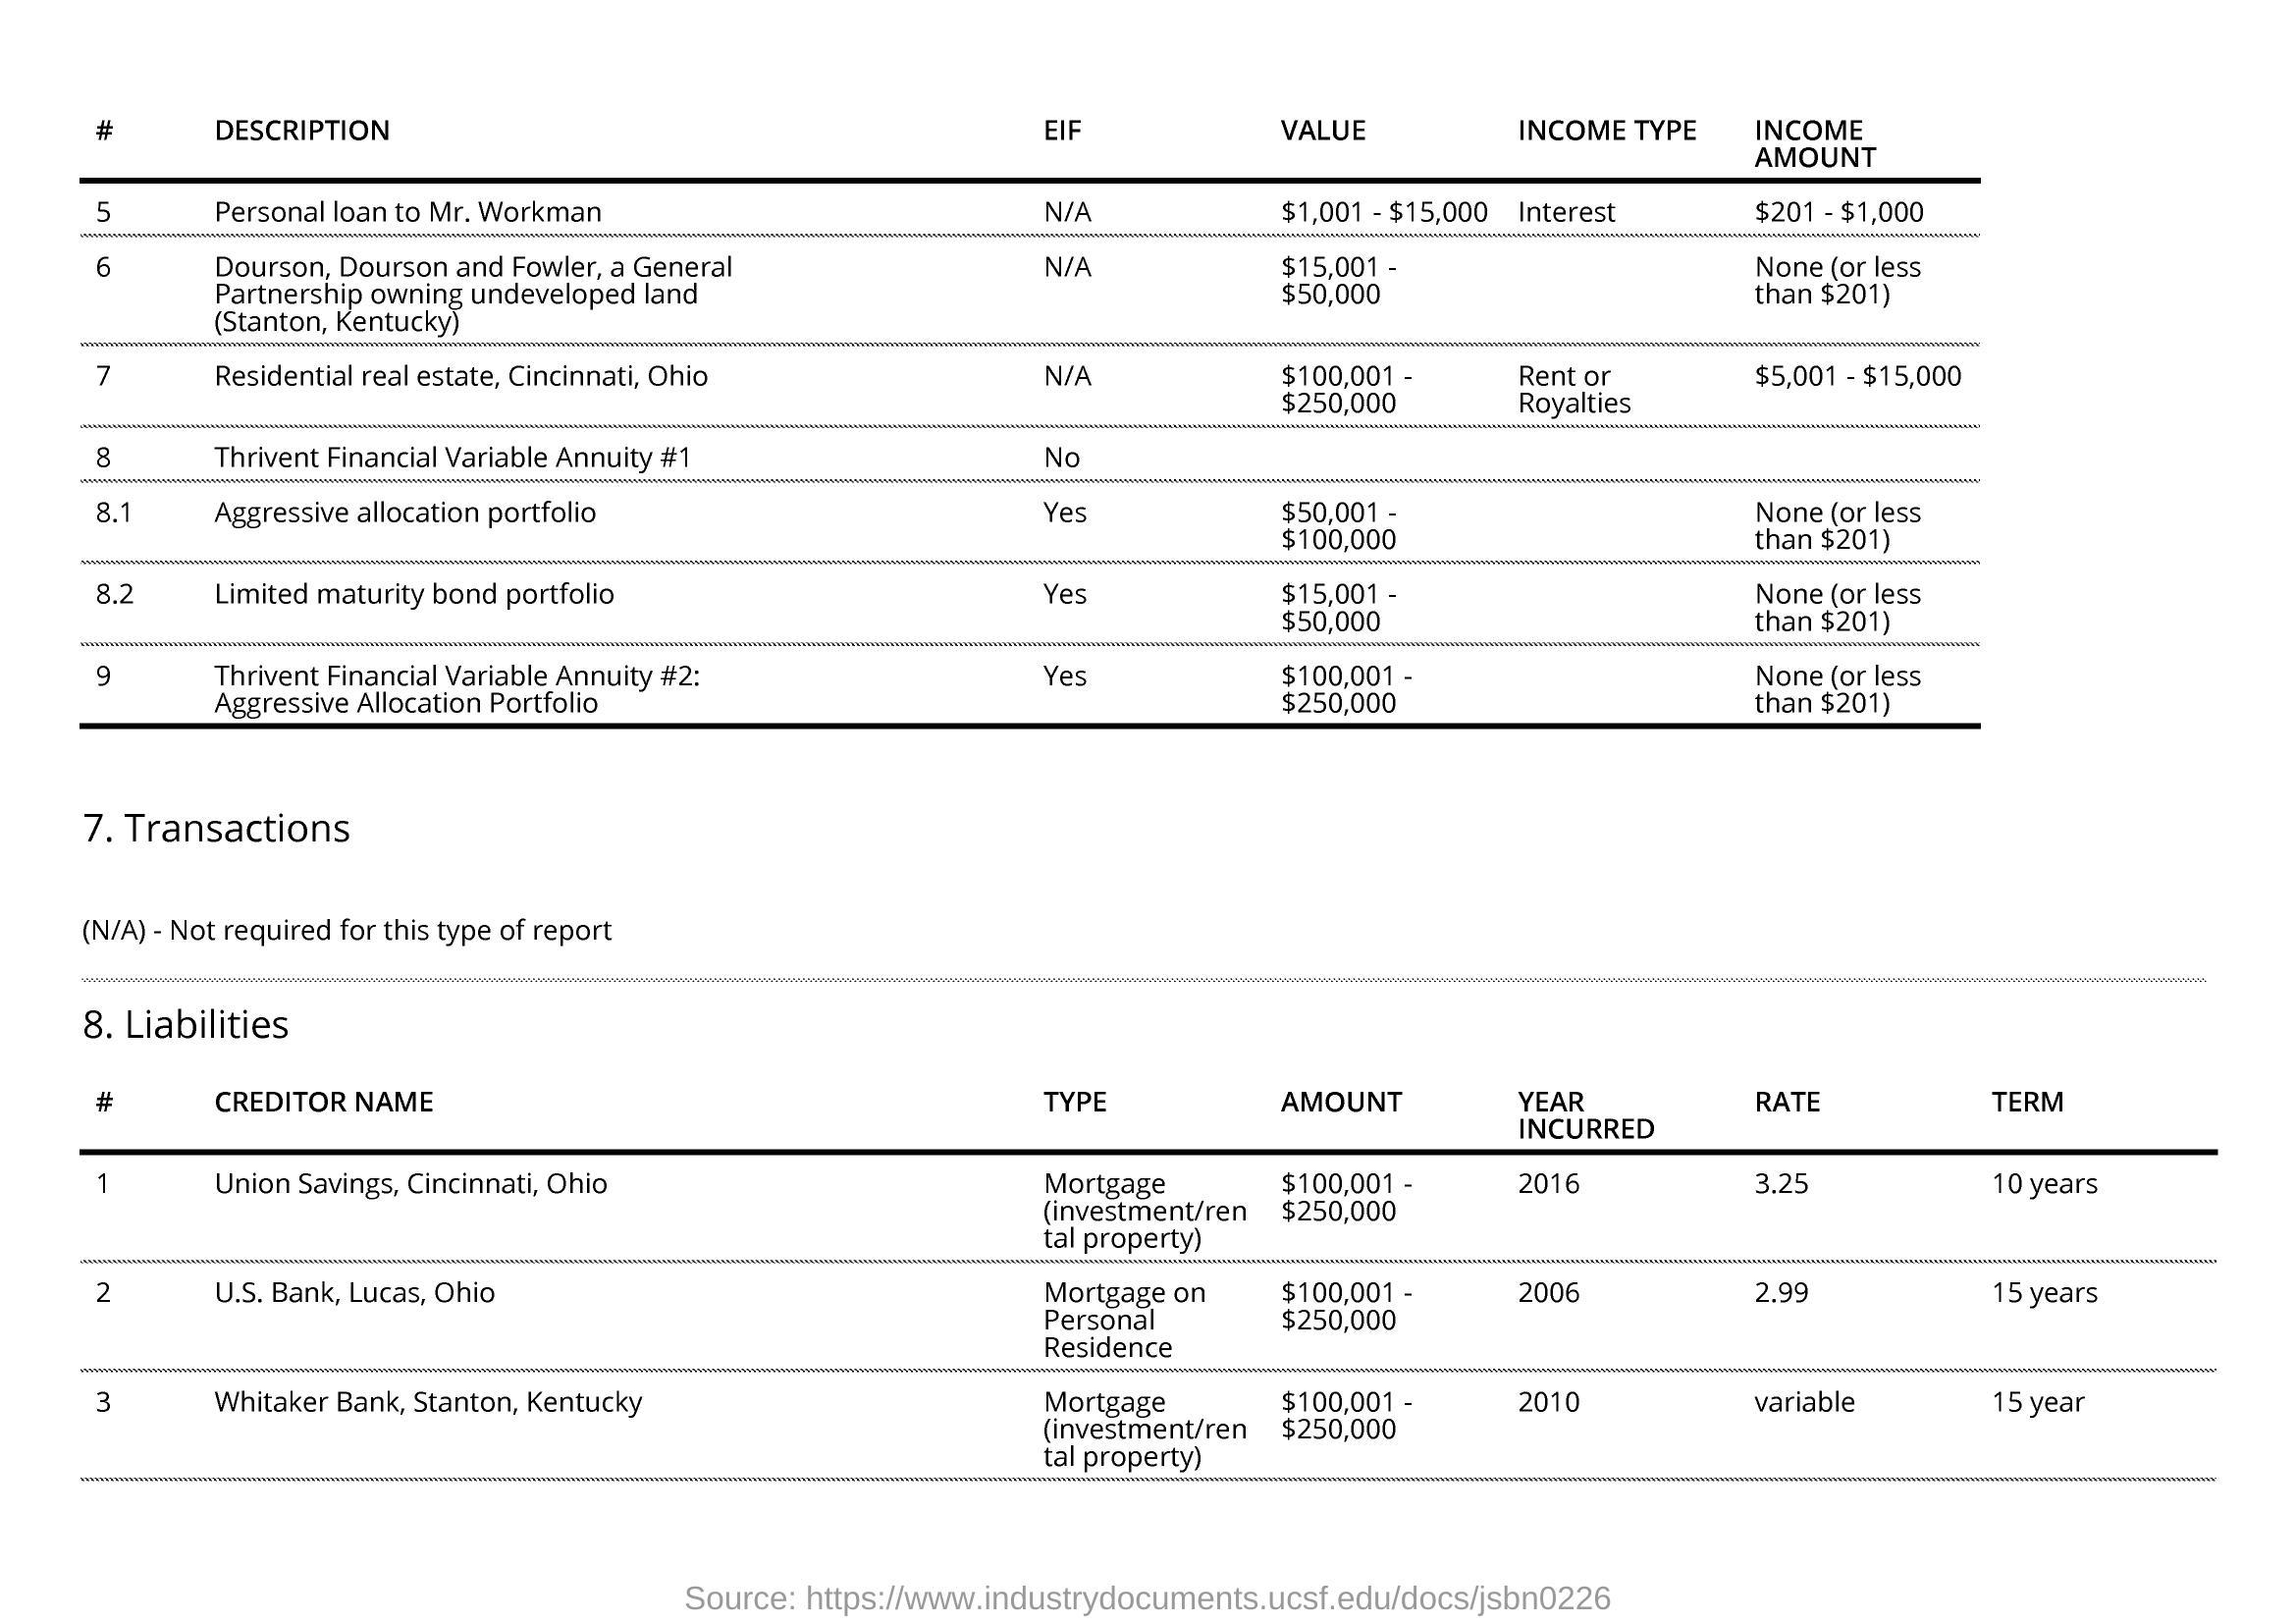 # DESCRIPTION EIF VALUE INCOME TYPE INCOME
AMOUNT
5 Personal loan to Mr. Workman N/A $1,001 - $15,000 Interest $201 - $1,000
6 Dourson, Dourson and Fowler, a General N/A $15,001 - None (or less
Partnership owning undeveloped land $50,000 than $201)
(Stanton, Kentucky)
7 Residential real estate, Cincinnati, Ohio N/A $100,001 - Rent or $5,001 - $15,000
$250,000 Royalties
8 Thrivent Financial Variable Annuity #1 No
8.1 Aggressive allocation portfolio Yes $50,001 - None (or less
$100,000 than $201)
8.2 Limited maturity bond portfolio Yes $15,001 - None (or less
$50,000 than $201)
9 Thrivent Financial Variable Annuity #2: Yes $100,001 - None (or less
Aggressive Allocation Portfolio $250,000 than $201)
7. Transactions
(N/A) - Not required for this type of report
8. Liabilities
# CREDITOR NAME TYPE AMOUNT YEAR RATE TERM
INCURRED
1 Union Savings, Cincinnati, Ohio Mortgage $100,001 - 2016 3.25 10 years
(investment/ren $250,000
tal property)
2 U.S. Bank, Lucas, Ohio Mortgage on $100,001 - 2006 2.99 15 years
Personal $250,000
Residence
3 Whitaker Bank, Stanton, Kentucky Mortgage $100,001 - 2010 variable 15 year
(investment/ren $250,000
tal property)
Source: https://www.industrydocuments.ucsf.edu/docs/jsbn0226